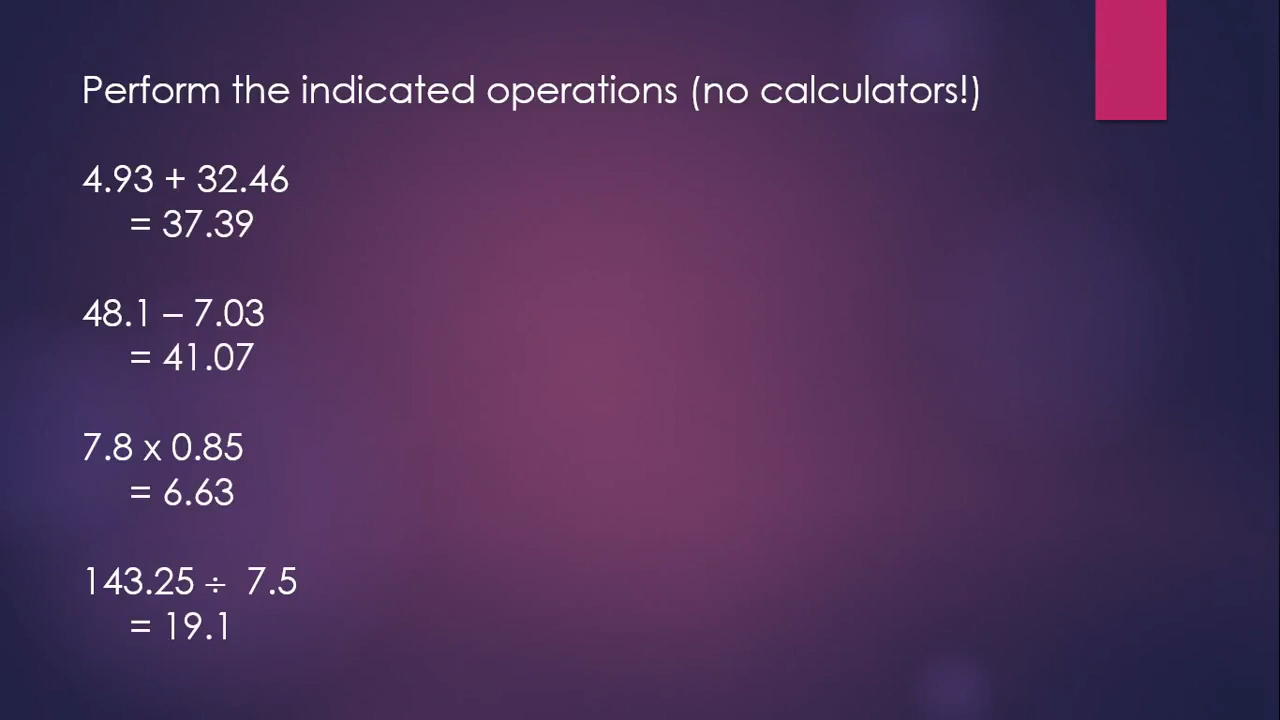 Perform the indicated operations (no calculators!)
4.93 + 32.46
= 37.39
48.1 – 7.03
= 41.07
7.8 x 0.85
= 6.63
143.25 ÷  7.5
= 19.1